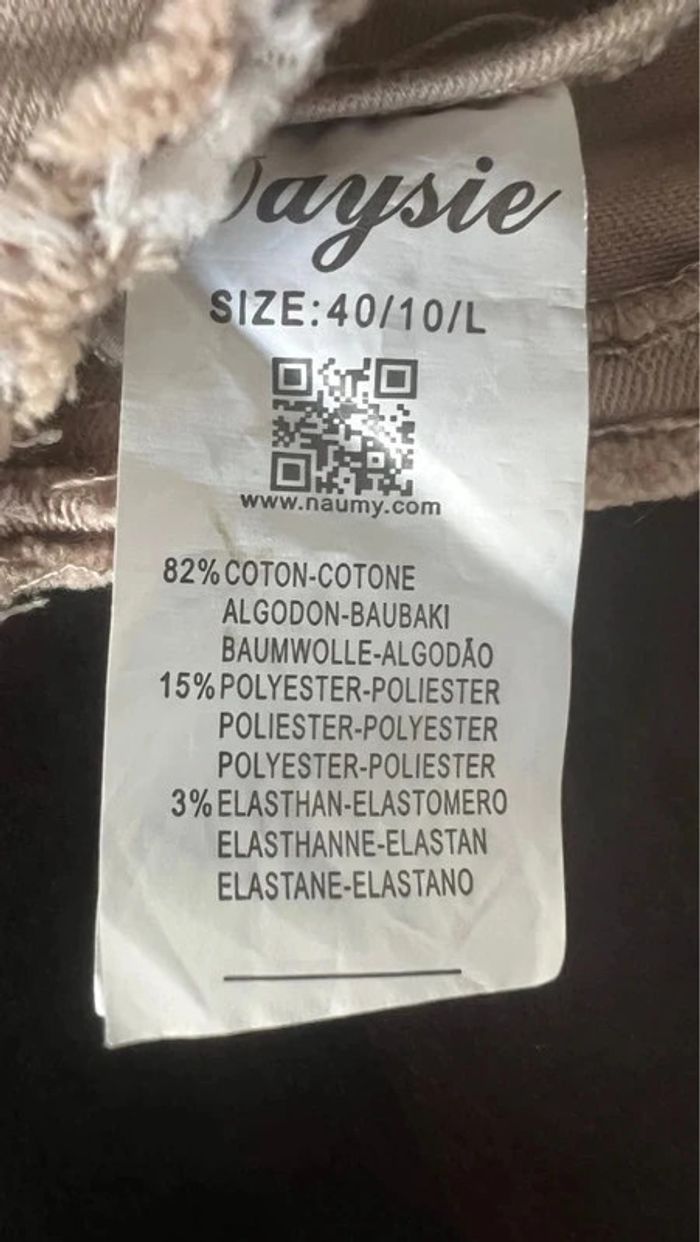 Daysie
SIZE:40/10/L
www.naumy.com
82% COTON-COTONE
ALGODON-BAUBAKI
BAUMWOLLE-ALGODÃO
15% POLYESTER-POLIESTER
POLIESTER-POLYESTER
POLYESTER-POLIESTER
3% ELASTHAN-ELASTOMERO
ELASTHANNE-ELASTAN
ELASTANE-ELASTANO